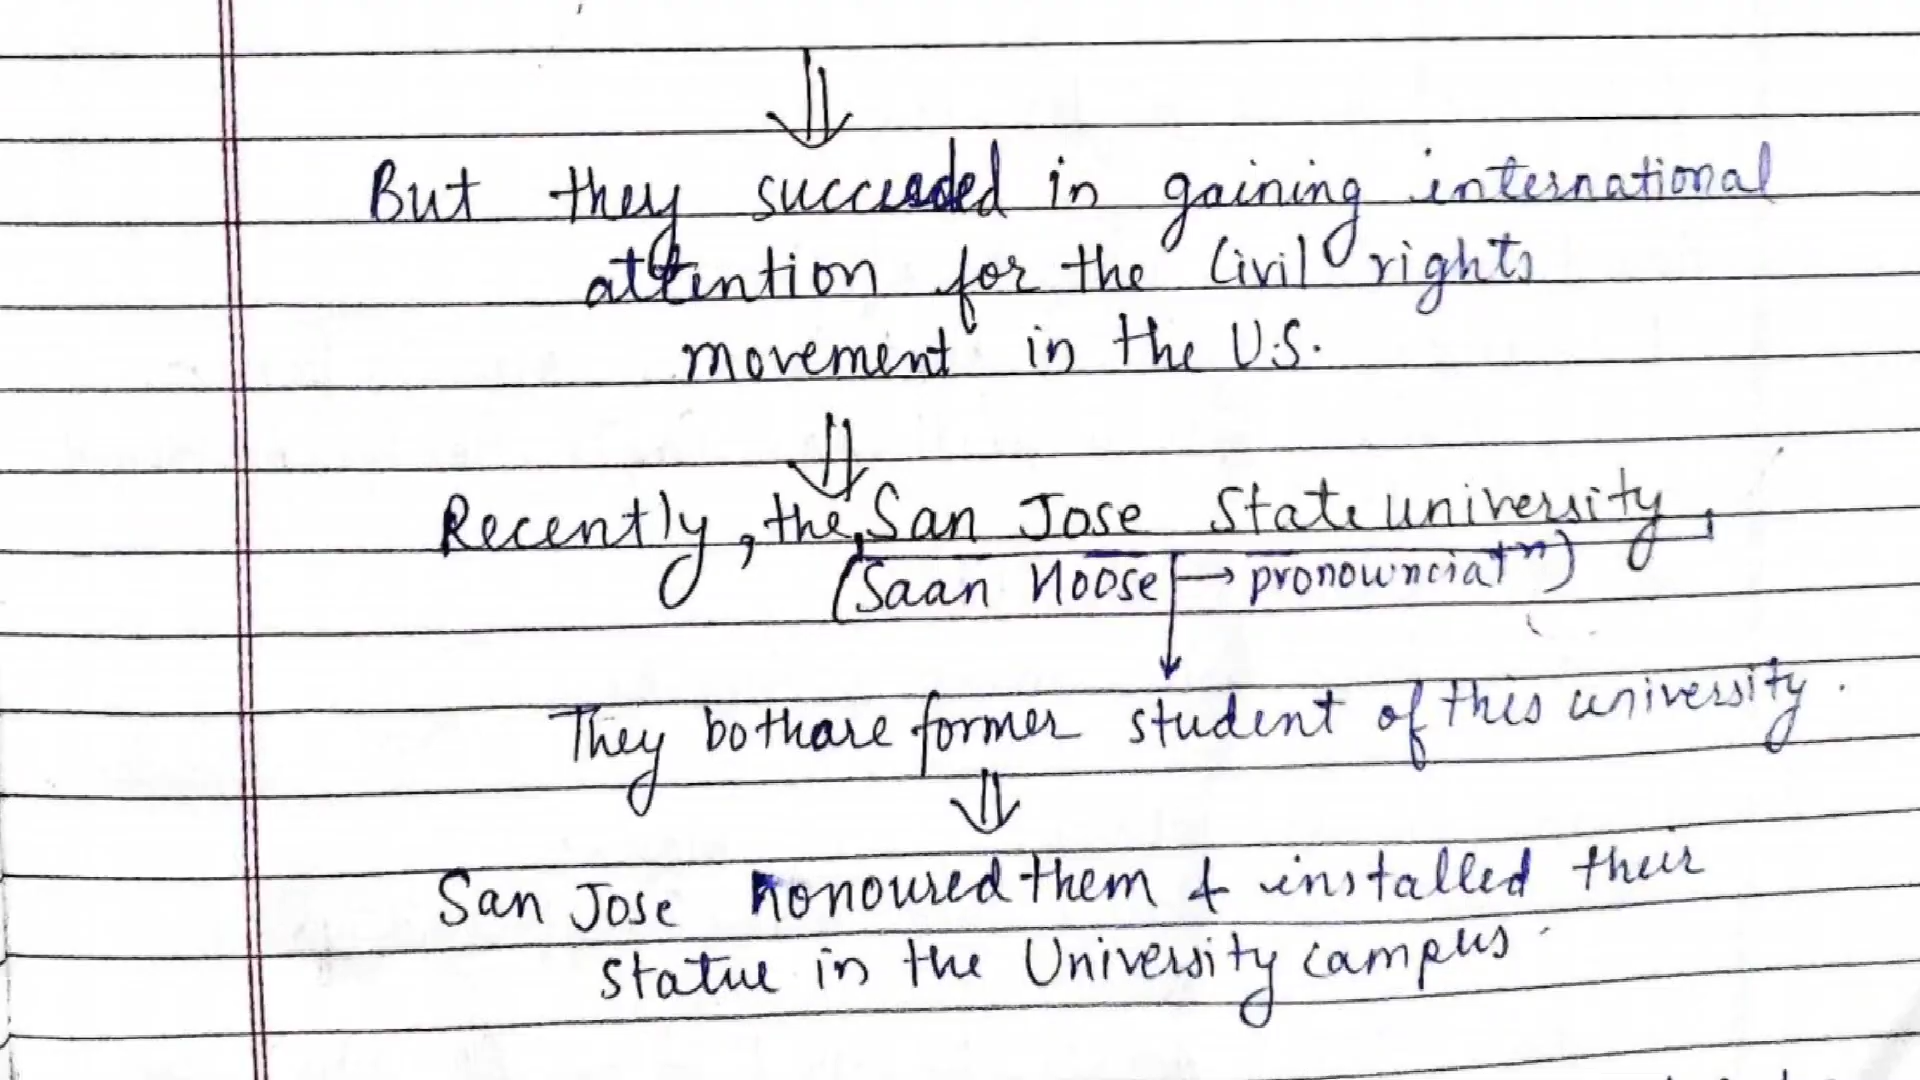 ⇓
But they succeeded in gaining international
attention for the Civil rights
movement in the U.S.
⇓
Recently, the San Jose State university
(Saan Hoose → pronounciatⁿ)
↓
They both are former student of this university.
⇓
San Jose honoured them & installed their
statue in the University campus.